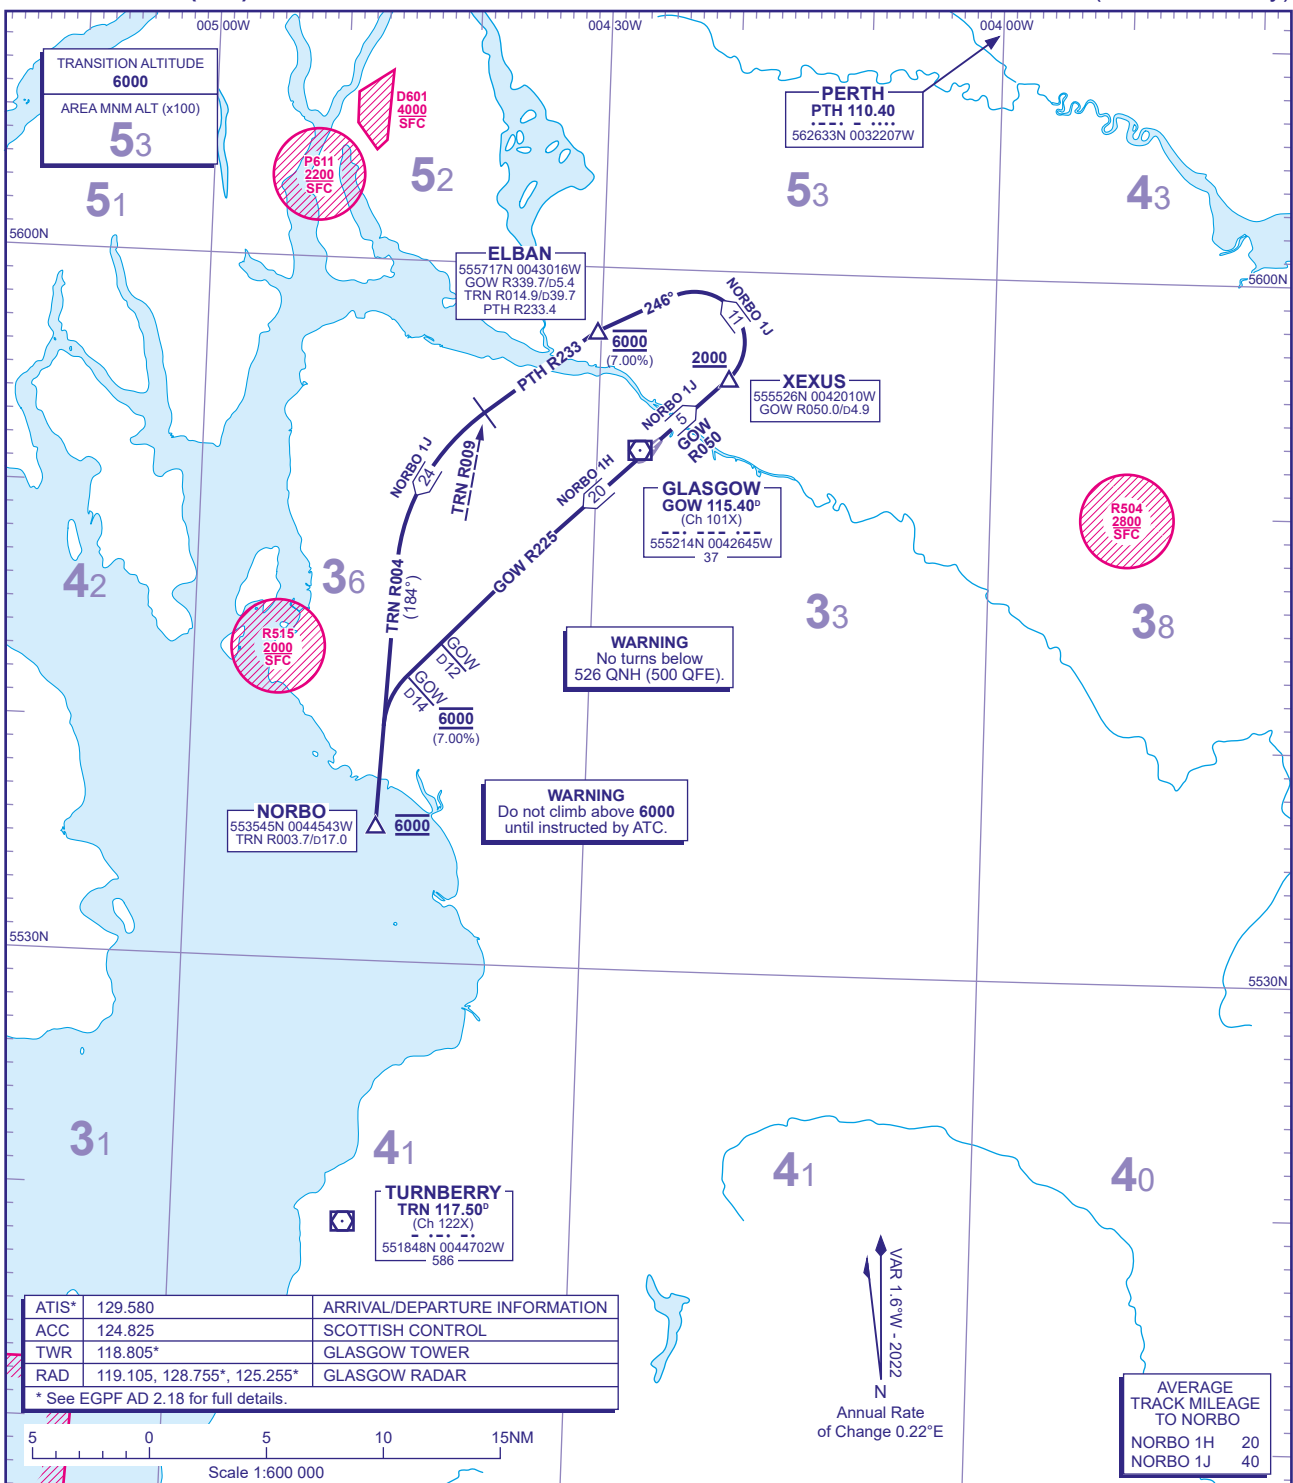 005 00W
004 30W
004 00W
TRANSITION ALTITUDE
6000
AREA MNM ALT (x100)
53
D601
4000
SFC
P611
2200
SFC
PERTH
PTH 110.40
562633N 0032207W
51
52
53
43
5600N
5600N
ELBAN
555717N 0043016W
GOW R339.7/D5.4
TRN R014.9/D39.7
PTH R233.4
246°
NORBO 1J
11
6000
(7.00%)
2000
PTH R233
XEXUS
555526N 0042010W
GOW R050.0/D4.9
NORBO 1J
5
GOW
R050
NORBO 1J
24
TRN R009
NORBO 1H
20
GLASGOW
GOW 115.40D
(Ch 101X)
555214N 0042645W
37
R504
2800
SFC
GOW R225
TRN R004
(184°)
42
36
33
38
R515
2000
SFC
GOW
D12
GOW
D14
WARNING
No turns below
526 QNH (500 QFE).
6000
(7.00%)
WARNING
Do not climb above 6000
until instructed by ATC.
NORBO
553545N 0044543W
TRN R003.7/D17.0
6000
5530N
5530N
31
41
41
40
TURNBERRY
TRN 117.50D
(Ch 122X)
551848N 0044702W
586
VAR 1.6°W - 2022
N
Annual Rate
of Change 0.22°E
ATIS* 129.580 ARRIVAL/DEPARTURE INFORMATION
ACC 124.825 SCOTTISH CONTROL
TWR 118.805* GLASGOW TOWER
RAD 119.105, 128.755*, 125.255* GLASGOW RADAR
* See EGPF AD 2.18 for full details.
5 0 5 10 15NM
Scale 1:600 000
AVERAGE
TRACK MILEAGE
TO NORBO
NORBO 1H 20
NORBO 1J 40